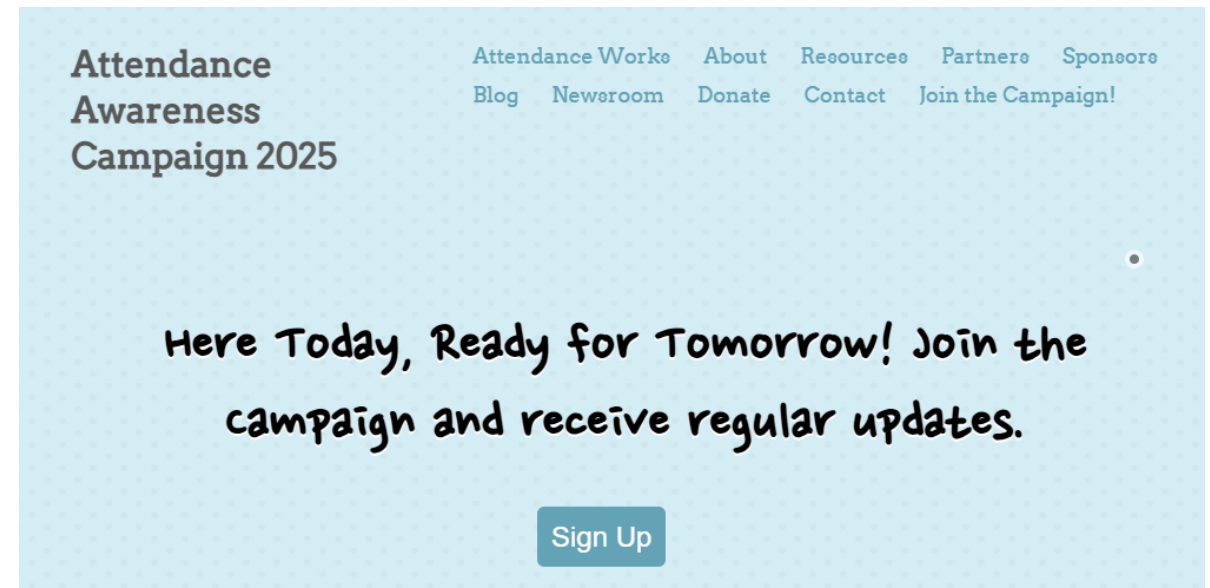 Attendance
Awareness
Campaign 2025
Attendance Works About Resources Partners Sponsors
Blog Newsroom Donate Contact Join the Campaign!
Here Today, Ready for Tomorrow! Join the
campaign and receive regular updates.
Sign Up